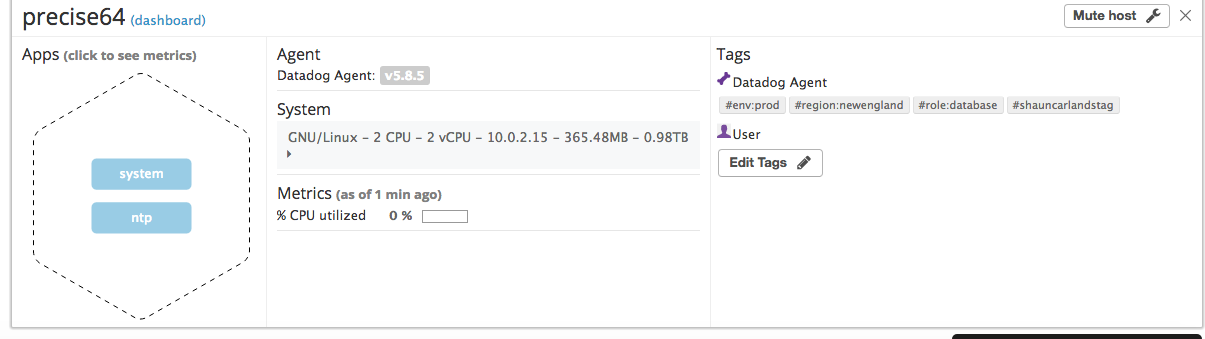 precise64 (dashboard)
Mute host
Apps (click to see metrics)
system
ntp
Agent
Datadog Agent: v5.8.5
System
GNU/Linux – 2 CPU – 2 vCPU – 10.0.2.15 – 365.48MB – 0.98TB
Metrics (as of 1 min ago)
% CPU utilized 0 %
Tags
Datadog Agent
#env:prod #region:newengland #role:database #shauncarlandstag
User
Edit Tags